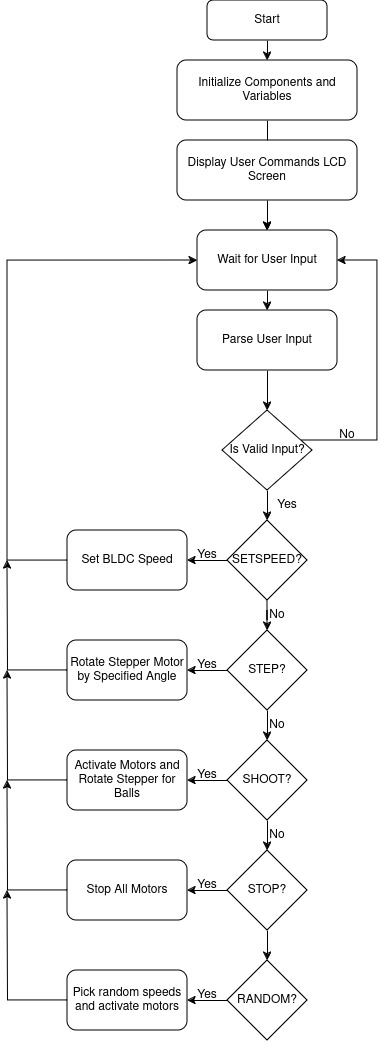 Start
Initialize Components and
Variables
Display User Commands LCD
Screen
Wait for User Input
Parse User Input
Is Valid Input?
No
Yes
SETSPEED?
Yes
Set BLDC Speed
No
STEP?
Yes
Rotate Stepper Motor
by Specified Angle
No
SHOOT?
Yes
Activate Motors and
Rotate Stepper for
Balls
No
STOP?
Yes
Stop All Motors
RANDOM?
Yes
Pick random speeds
and activate motors